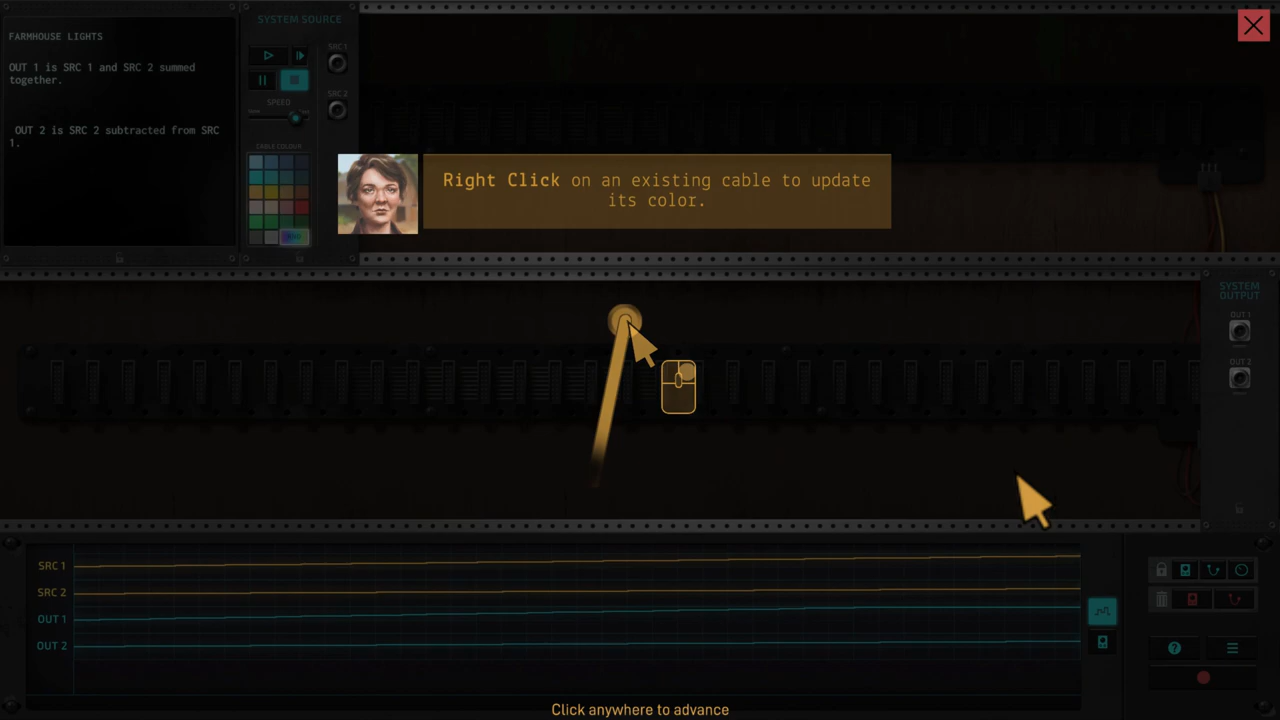 FARMHOUSE LIGHTS
OUT 1 is SRC 1 and SRC 2 summed
together.
OUT 2 is SRC 2 subtracted from SRC
1.
SYSTEM SOURCE
SRC 1
SRC 2
SPEED
CABLE COLOUR
Right Click on an existing cable to update
its color.
SYSTEM
OUTPUT
OUT 1
OUT 2
SRC 1
SRC 2
OUT 1
OUT 2
?
Click anywhere to advance